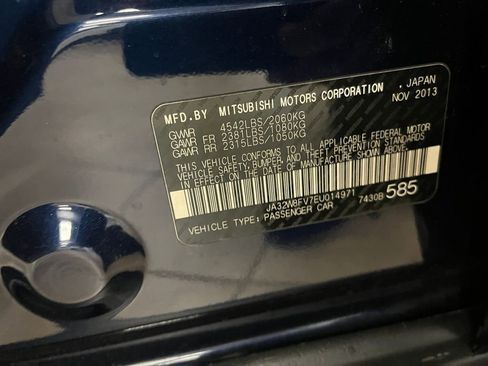 MFD.BY MITSUBISHI MOTORS CORPORATION , JAPAN
NOV 2013
GVWR 4542LBS/2060KG
GAWR FR 2381LBS/1080KG
GAWR RR 2315LBS/1050KG
THIS VEHICLE CONFORMS TO ALL APPLICABLE FEDERAL MOTOR
VEHICLE SAFETY, BUMPER, AND THEFT PREVENTION STANDARDS
IN EFFECT ON THE DATE OF MANUFACTURE SHOWN ABOVE.
JA32W8FV7EU014971 7430B 585
VEHICLE TYPE: PASSENGER CAR